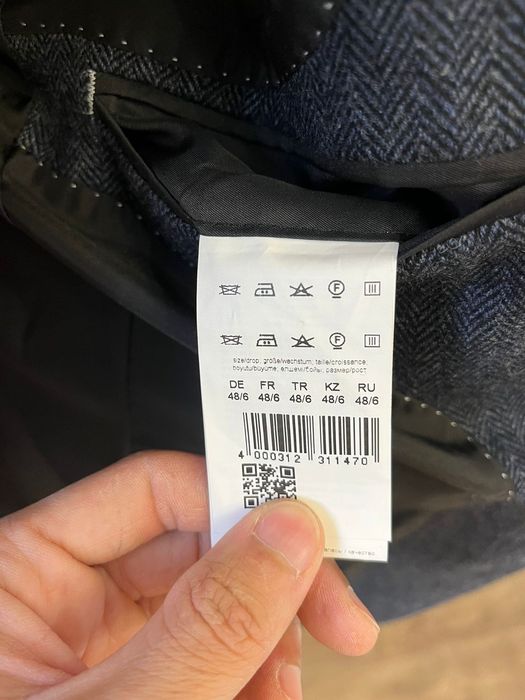 size/drop; größe/wachstum; taille/croissance;
boyutu/büyüme; өлшемі/бойы; размер/рост
DE FR TR KZ RU
48/6 48/6 48/6 48/6 48/6
4 000312 311470